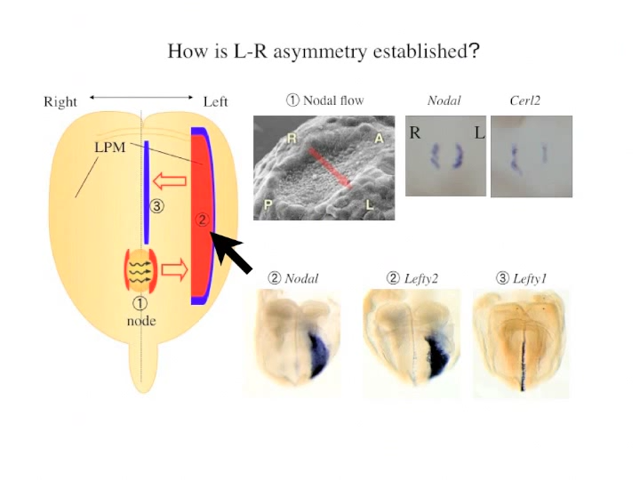 How is L-R asymmetry established?
Right
Left
LPM
③
②
①
node
① Nodal flow
R
A
P
L
Nodal
Cerl2
R
L
② Nodal
② Lefty2
③ Lefty1